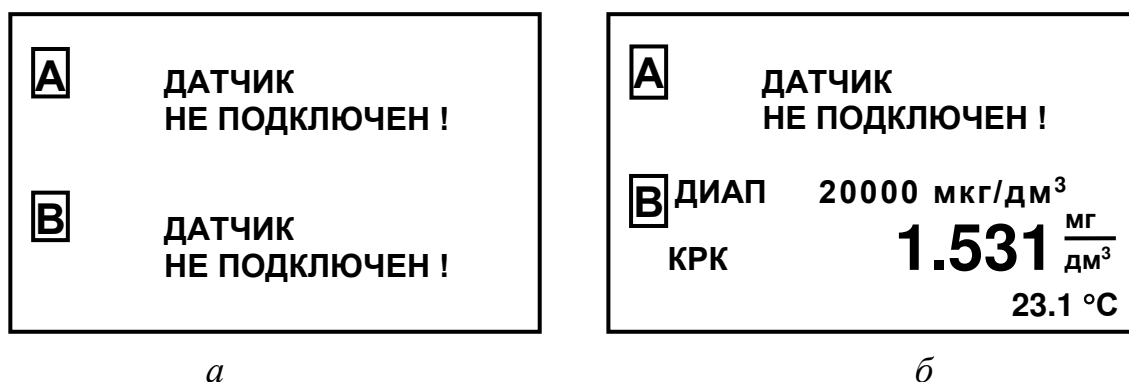 A ДАТЧИК
НЕ ПОДКЛЮЧЕН !
B ДАТЧИК
НЕ ПОДКЛЮЧЕН !
а
A ДАТЧИК
НЕ ПОДКЛЮЧЕН !
B ДИАП 20000 мкг/дм³
КРК 1.531 мг/дм³
23.1 °C
б